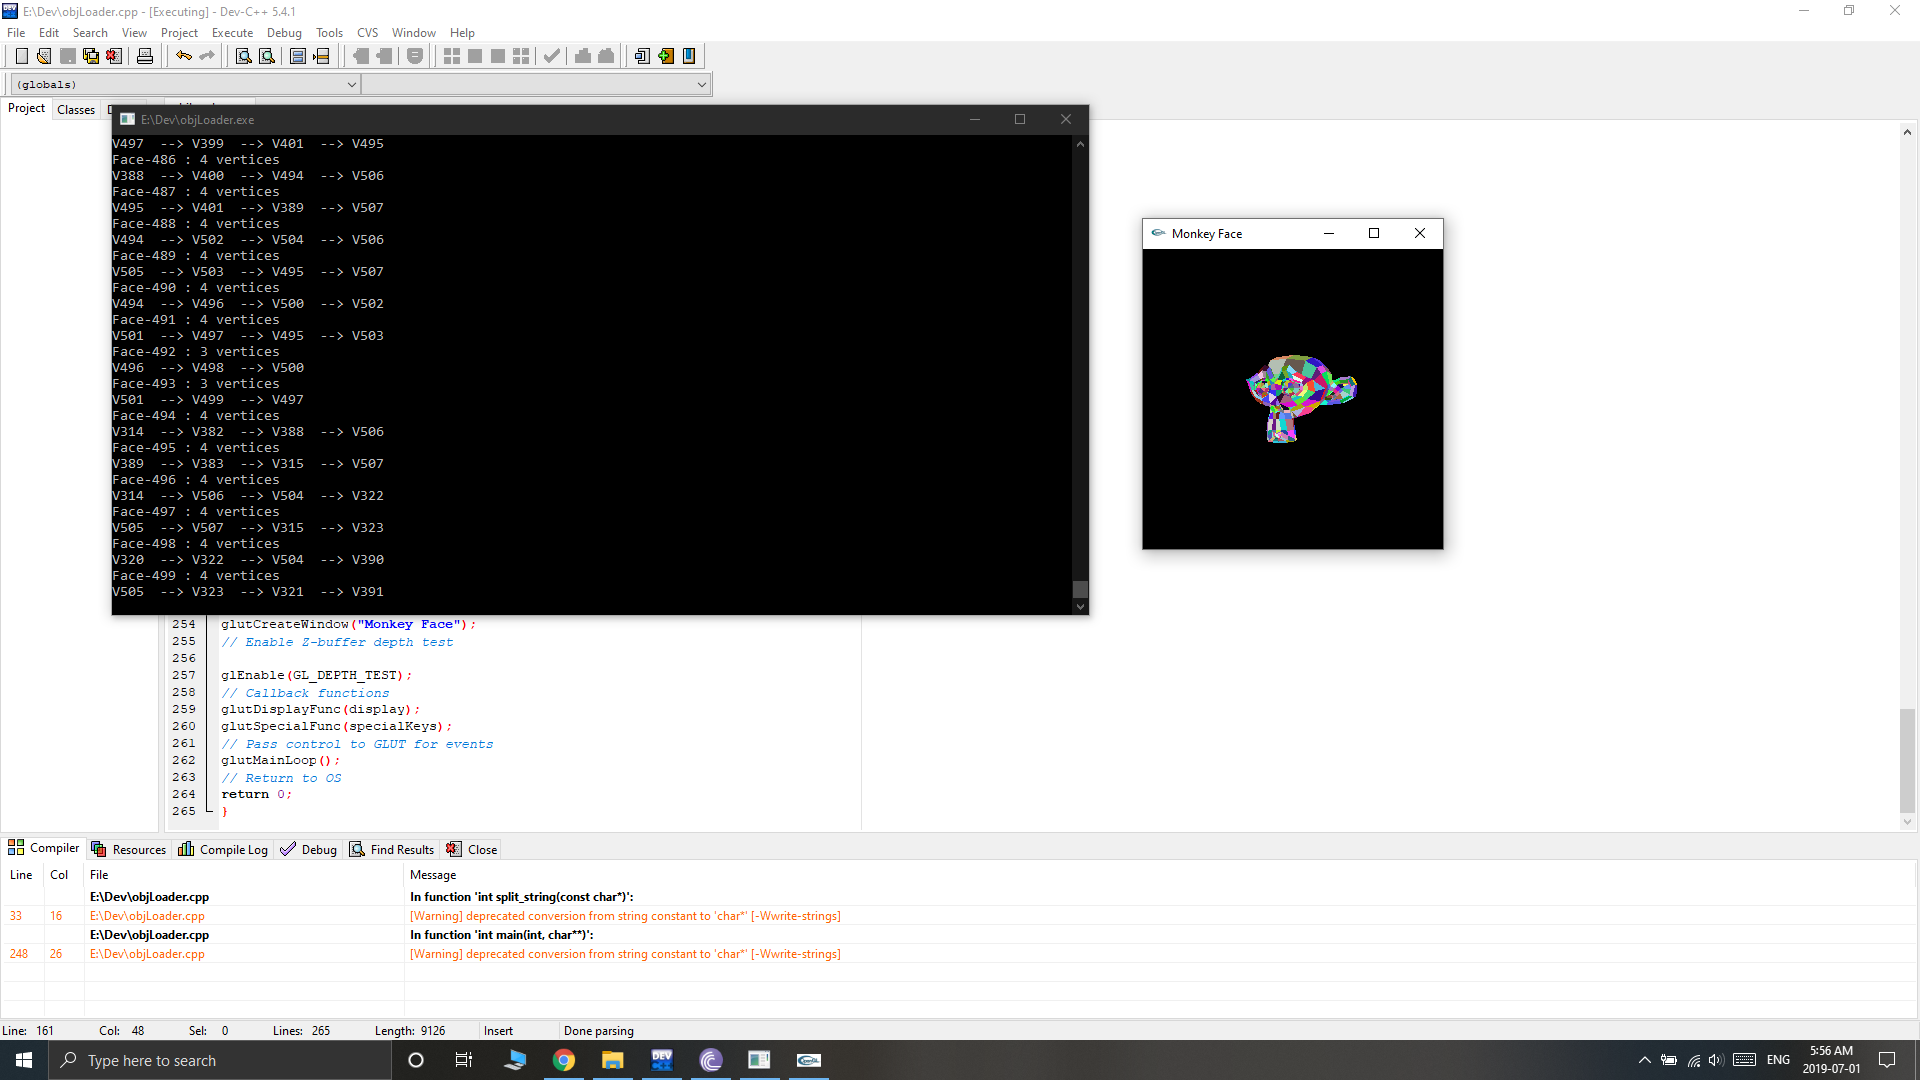 E:\Dev\objLoader.cpp - [Executing] - Dev-C++ 5.4.1
File Edit Search View Project Execute Debug Tools CVS Window Help
(globals)
Project Classes
E:\Dev\objLoader.exe
V497 --> V399 --> V401 --> V495
Face-486 : 4 vertices
V388 --> V400 --> V494 --> V506
Face-487 : 4 vertices
V495 --> V401 --> V389 --> V507
Face-488 : 4 vertices
V494 --> V502 --> V504 --> V506
Face-489 : 4 vertices
V505 --> V503 --> V495 --> V507
Face-490 : 4 vertices
V494 --> V496 --> V500 --> V502
Face-491 : 4 vertices
V501 --> V497 --> V495 --> V503
Face-492 : 3 vertices
V496 --> V498 --> V500
Face-493 : 3 vertices
V501 --> V499 --> V497
Face-494 : 4 vertices
V314 --> V382 --> V388 --> V506
Face-495 : 4 vertices
V389 --> V383 --> V315 --> V507
Face-496 : 4 vertices
V314 --> V506 --> V504 --> V322
Face-497 : 4 vertices
V505 --> V507 --> V315 --> V323
Face-498 : 4 vertices
V320 --> V322 --> V504 --> V390
Face-499 : 4 vertices
V505 --> V323 --> V321 --> V391
Monkey Face
254 glutCreateWindow("Monkey Face");
255 // Enable Z-buffer depth test
256
257 glEnable(GL_DEPTH_TEST);
258 // Callback functions
259 glutDisplayFunc(display);
260 glutSpecialFunc(specialKeys);
261 // Pass control to GLUT for events
262 glutMainLoop();
263 // Return to OS
264 return 0;
265 }
Compiler Resources Compile Log Debug Find Results Close
Line Col File Message
E:\Dev\objLoader.cpp In function 'int split_string(const char*)':
33 16 E:\Dev\objLoader.cpp [Warning] deprecated conversion from string constant to 'char*' [-Wwrite-strings]
E:\Dev\objLoader.cpp In function 'int main(int, char**)':
248 26 E:\Dev\objLoader.cpp [Warning] deprecated conversion from string constant to 'char*' [-Wwrite-strings]
Line: 161 Col: 48 Sel: 0 Lines: 265 Length: 9126 Insert Done parsing
Type here to search
DEV
ENG
5:56 AM
2019-07-01